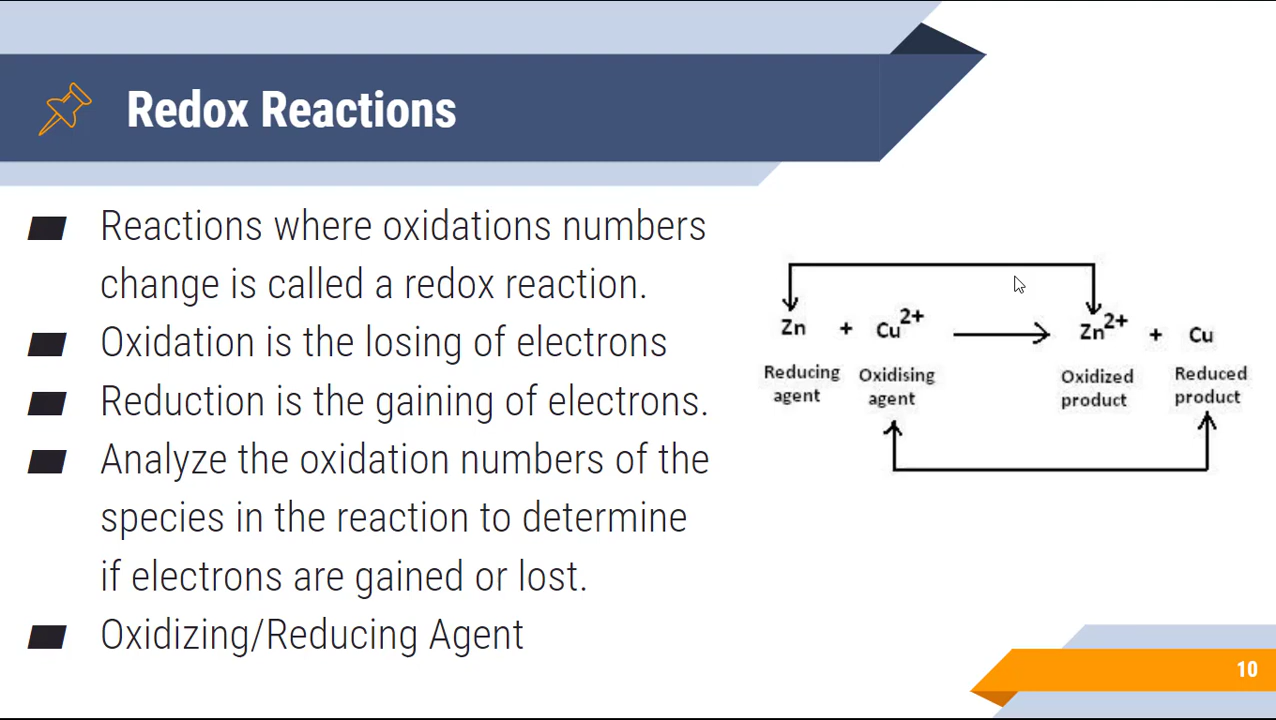 Redox Reactions
Reactions where oxidations numbers
change is called a redox reaction.
Oxidation is the losing of electrons
Reduction is the gaining of electrons.
Analyze the oxidation numbers of the
species in the reaction to determine
if electrons are gained or lost.
Oxidizing/Reducing Agent
Zn + Cu²⁺ → Zn²⁺ + Cu
Reducing agent
Oxidising agent
Oxidized product
Reduced product
10